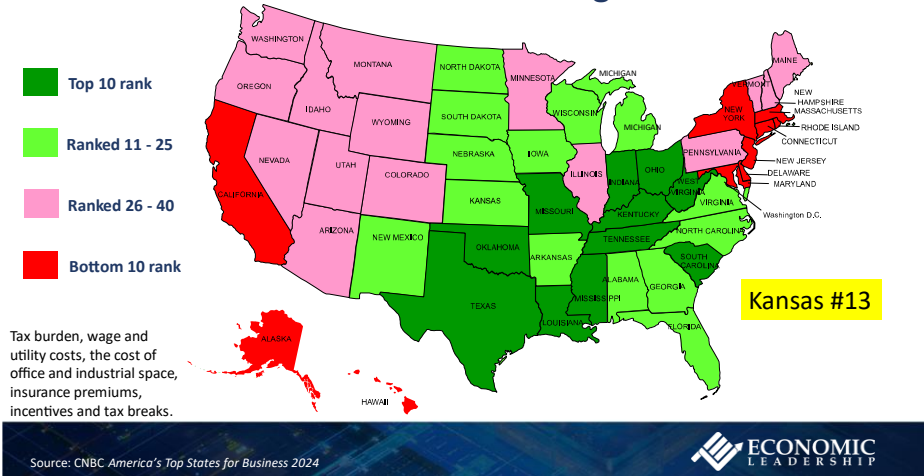 WASHINGTON
MONTANA
NORTH DAKOTA
MINNESOTA
MICHIGAN
MAINE
VERMONT
NEW
HAMPSHIRE
MASSACHUSETTS
Top 10 rank
OREGON
IDAHO
WYOMING
SOUTH DAKOTA
WISCONSIN
MICHIGAN
NEW
YORK
RHODE ISLAND
CONNECTICUT
Ranked 11 - 25
NEVADA
UTAH
COLORADO
NEBRASKA
IOWA
ILLINOIS
INDIANA
OHIO
PENNSYLVANIA
NEW JERSEY
DELAWARE
MARYLAND
Ranked 26 - 40
CALIFORNIA
KANSAS
MISSOURI
KENTUCKY
WEST
VIRGINIA
VIRGINIA
Washington D.C.
ARIZONA
NEW MEXICO
OKLAHOMA
ARKANSAS
TENNESSEE
NORTH CAROLINA
SOUTH
CAROLINA
Bottom 10 rank
TEXAS
LOUISIANA
MISSISSIPPI
ALABAMA
GEORGIA
FLORIDA
Kansas #13
Tax burden, wage and
utility costs, the cost of
office and industrial space,
insurance premiums,
incentives and tax breaks.
ALASKA
HAWAII
Source: CNBC America's Top States for Business 2024
ECONOMIC
LEADERSHIP